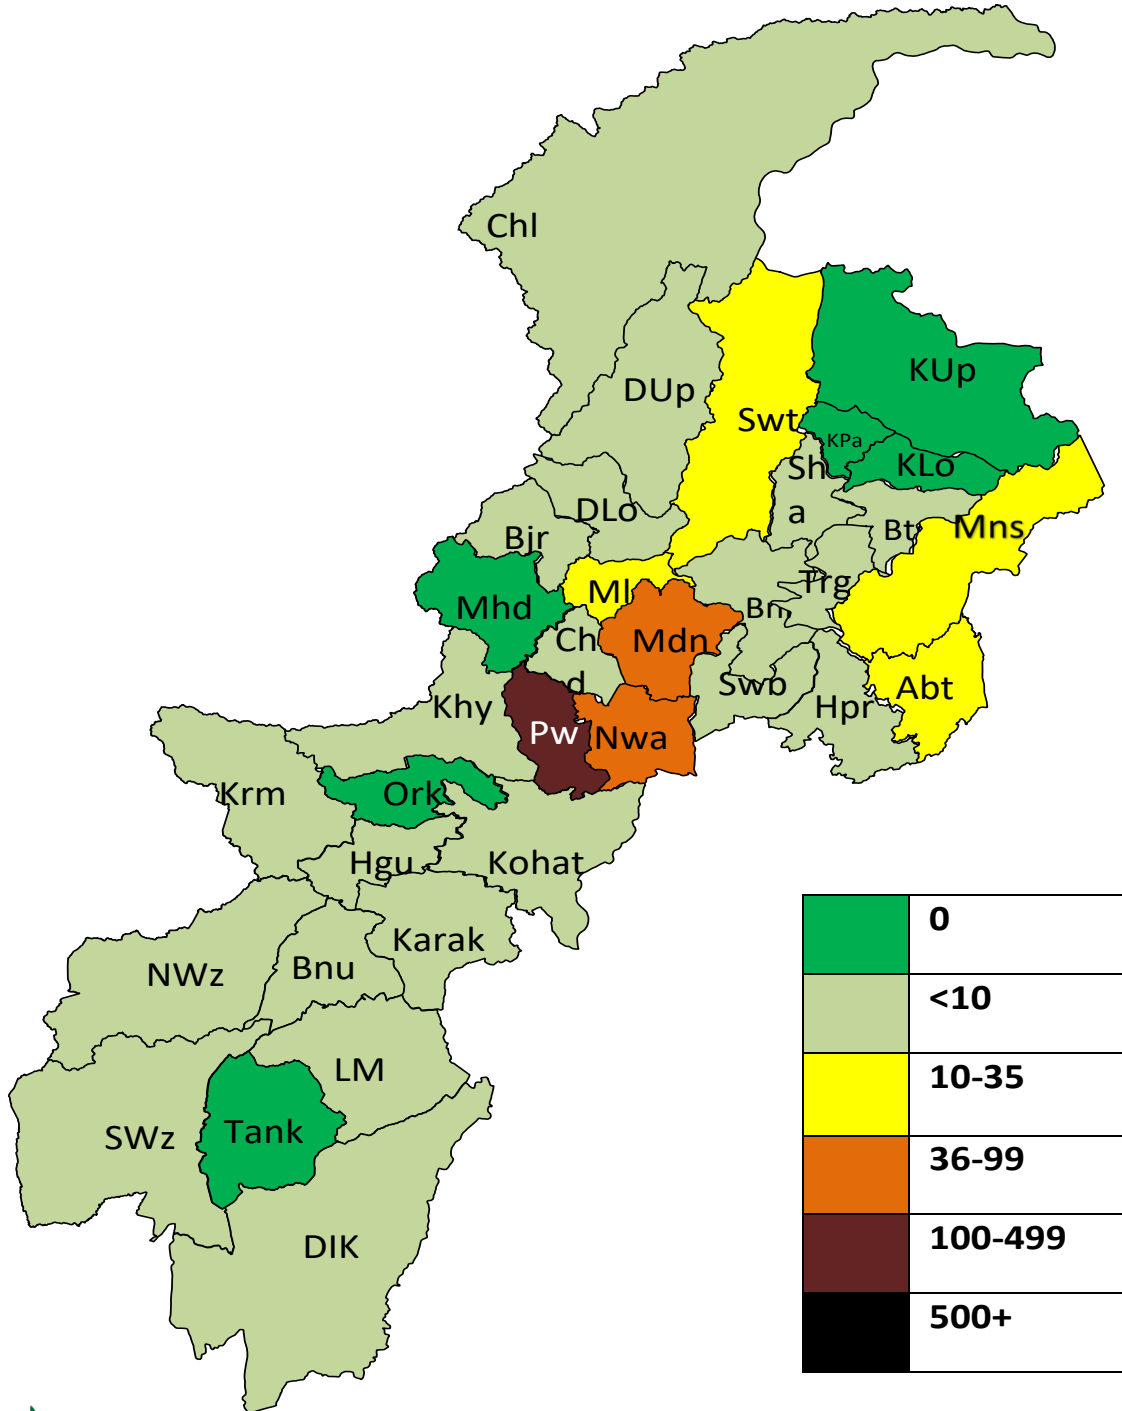 Chl
DUp
Swt
KUp
KPa
KLo
Sh
a
DLo
Bjr
Bt
Mns
Mhd
Ml
Trg
Ch
d
Mdn
Swb
Abt
Khy
Pw
Nwa
Hpr
Krm
Ork
Hgu
Kohat
Karak
NWz
Bnu
LM
SWz
Tank
DIK
0
<10
10-35
36-99
100-499
500+